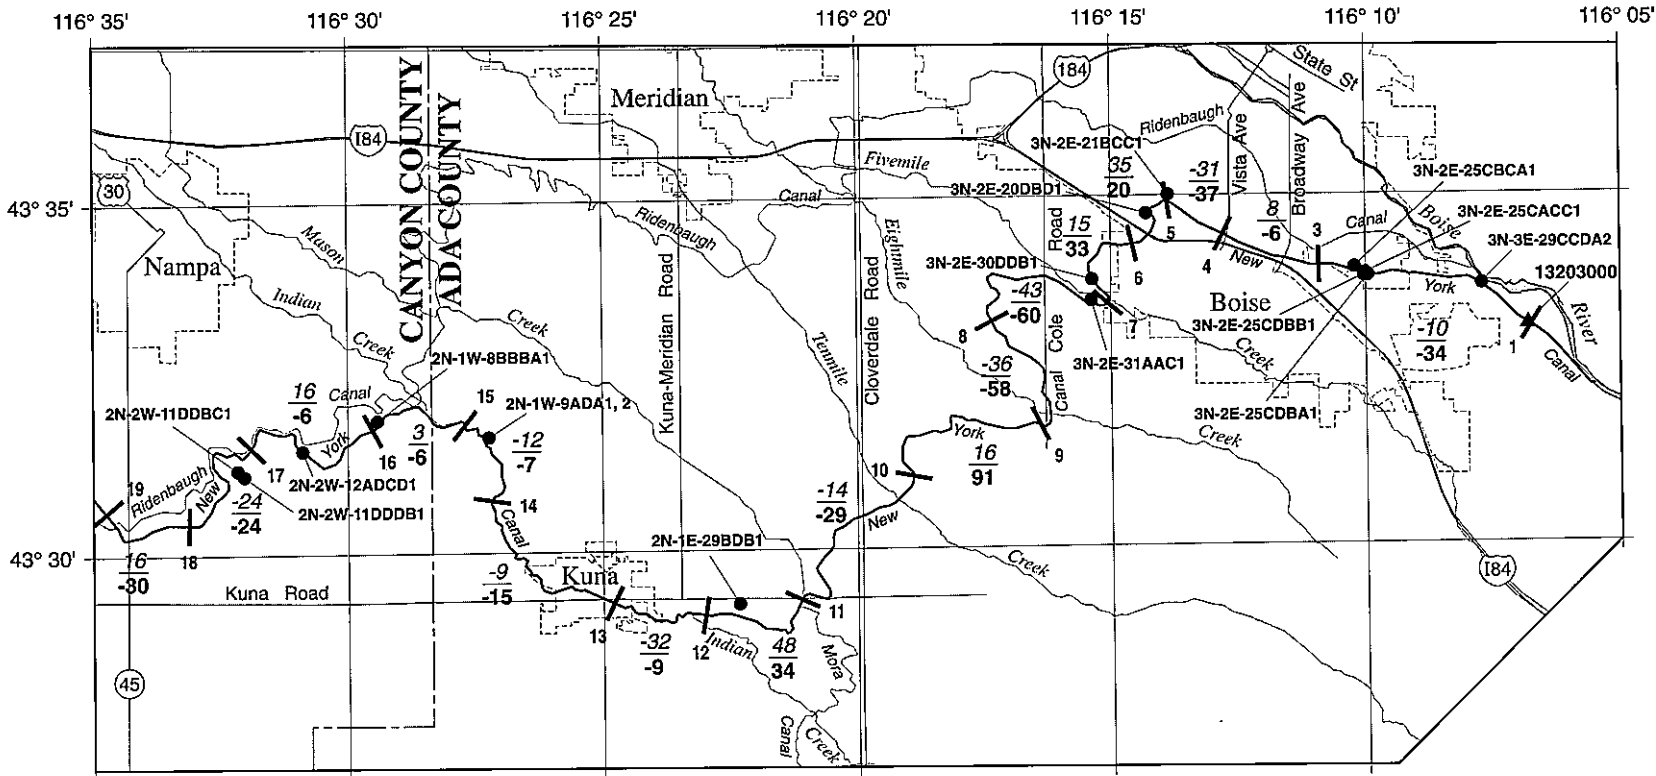 116° 35'
116° 30'
116° 25'
116° 20'
116° 15'
116° 10'
116° 05'
43° 35'
43° 30'
CANYON COUNTY
ADA COUNTY
Meridian
I84
184
State St
Ridenbaugh
Vista Ave
Broadway Ave
3N-2E-21BCC1
35
20
-31
-37
3N-2E-25CBCA1
Fivemile
3N-2E-20DBD1
30
Canal
Ridenbaugh
Eighmile
Road
15
33
8
-6
3
Canal
Boise
3N-2E-25CACC1
3N-3E-29CCDA2
Mason
Nampa
5
6
4
New
3N-2E-30DDB1
13203000
York
Boise
River
Indian
Creek
Creek
Kuna-Meridian Road
Cloverdale Road
Tenmile
-43
-60
8
7
Cole
3N-2E-31AAC1
3N-2E-25CDBB1
Creek
-10
-34
1
Canal
2N-1W-8BBBA1
-36
-58
Canal
3N-2E-25CDBA1
16
-6
Canal
15
2N-1W-9ADA1, 2
2N-2W-11DDBC1
York
16
3
-6
-12
-7
York
16
91
9
Creek
10
17
2N-2W-12ADCD1
Ridenbaugh
New
19
-24
-24
2N-2W-11DDDB1
14
Canal
-14
-29
New
18
16
-30
2N-1E-29BDB1
-9
-15
Kuna
Creek
I84
Kuna Road
13
-32
-9
12
Indian
48
34
11
Mora
45
Canal
Creek